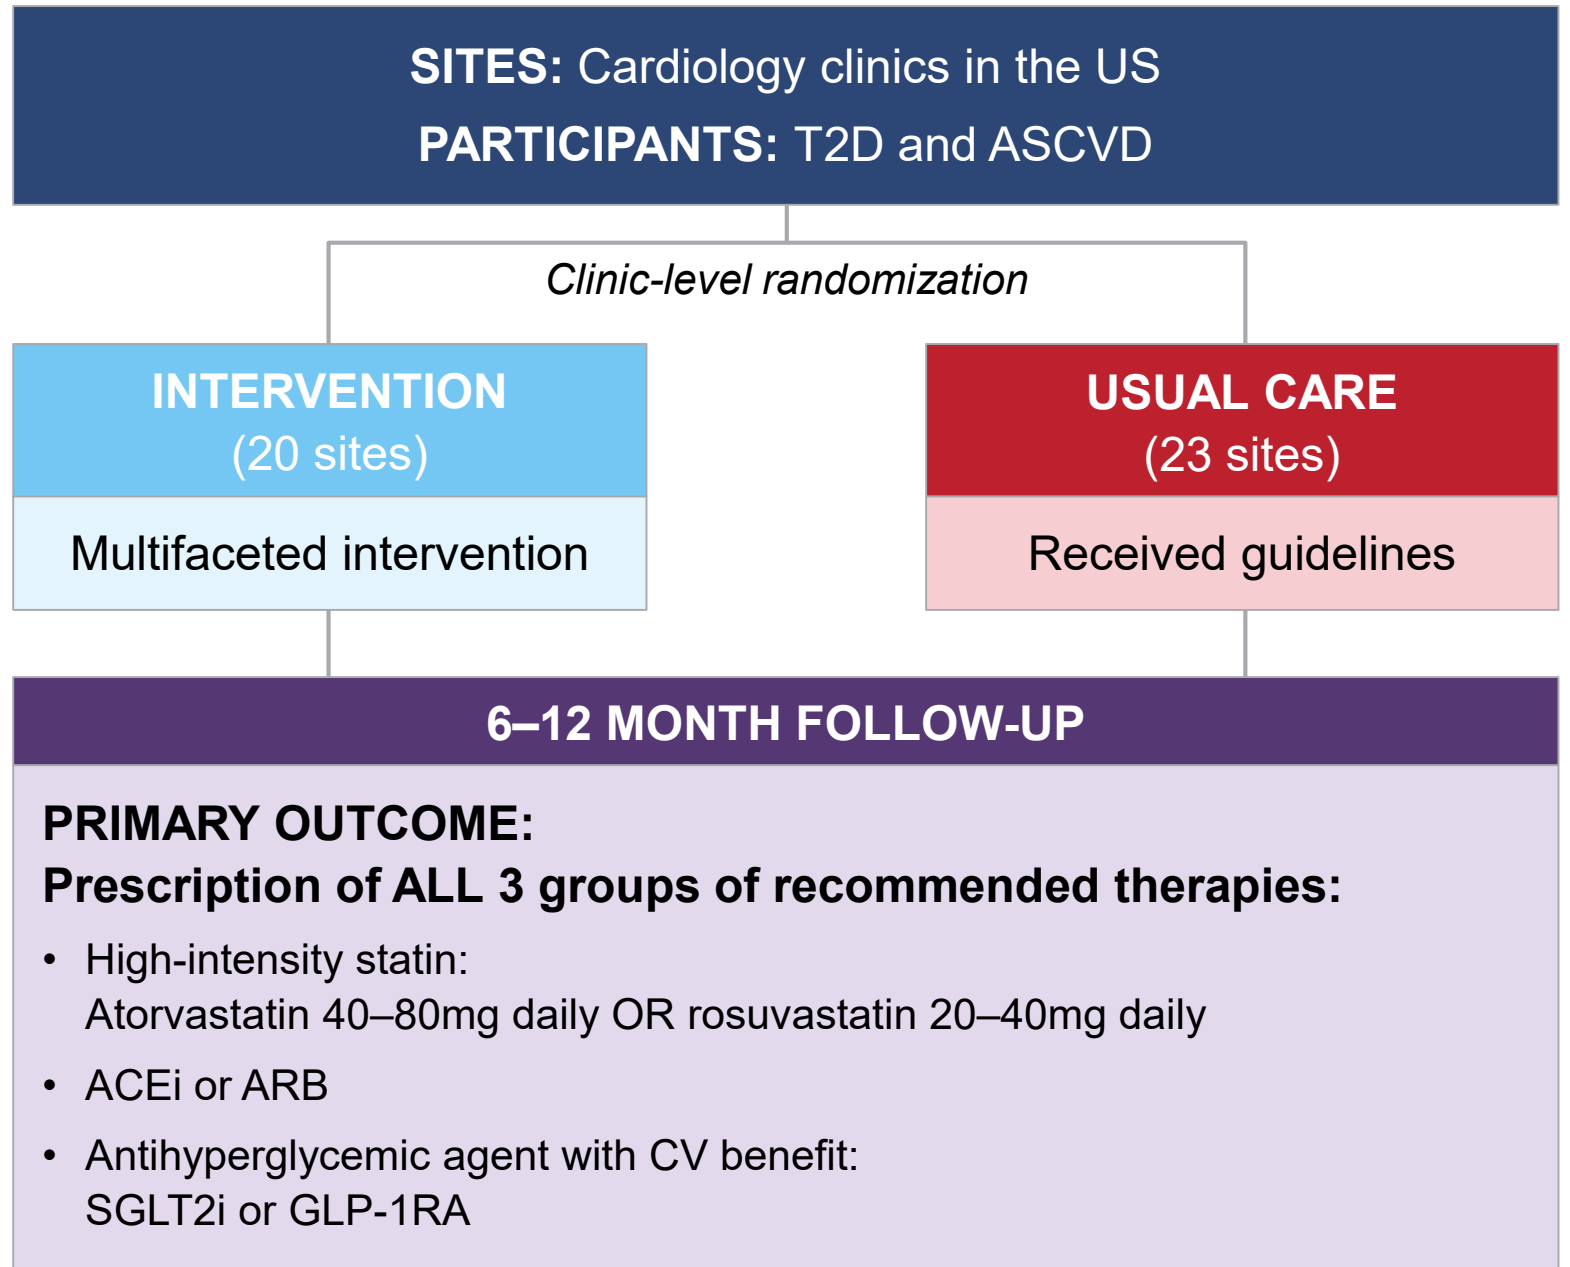 SITES: Cardiology clinics in the US
PARTICIPANTS: T2D and ASCVD
Clinic-level randomization
INTERVENTION
(20 sites)
Multifaceted intervention
USUAL CARE
(23 sites)
Received guidelines
6–12 MONTH FOLLOW-UP
PRIMARY OUTCOME:
Prescription of ALL 3 groups of recommended therapies:
• High-intensity statin:
Atorvastatin 40–80mg daily OR rosuvastatin 20–40mg daily
• ACEi or ARB
• Antihyperglycemic agent with CV benefit:
SGLT2i or GLP-1RA